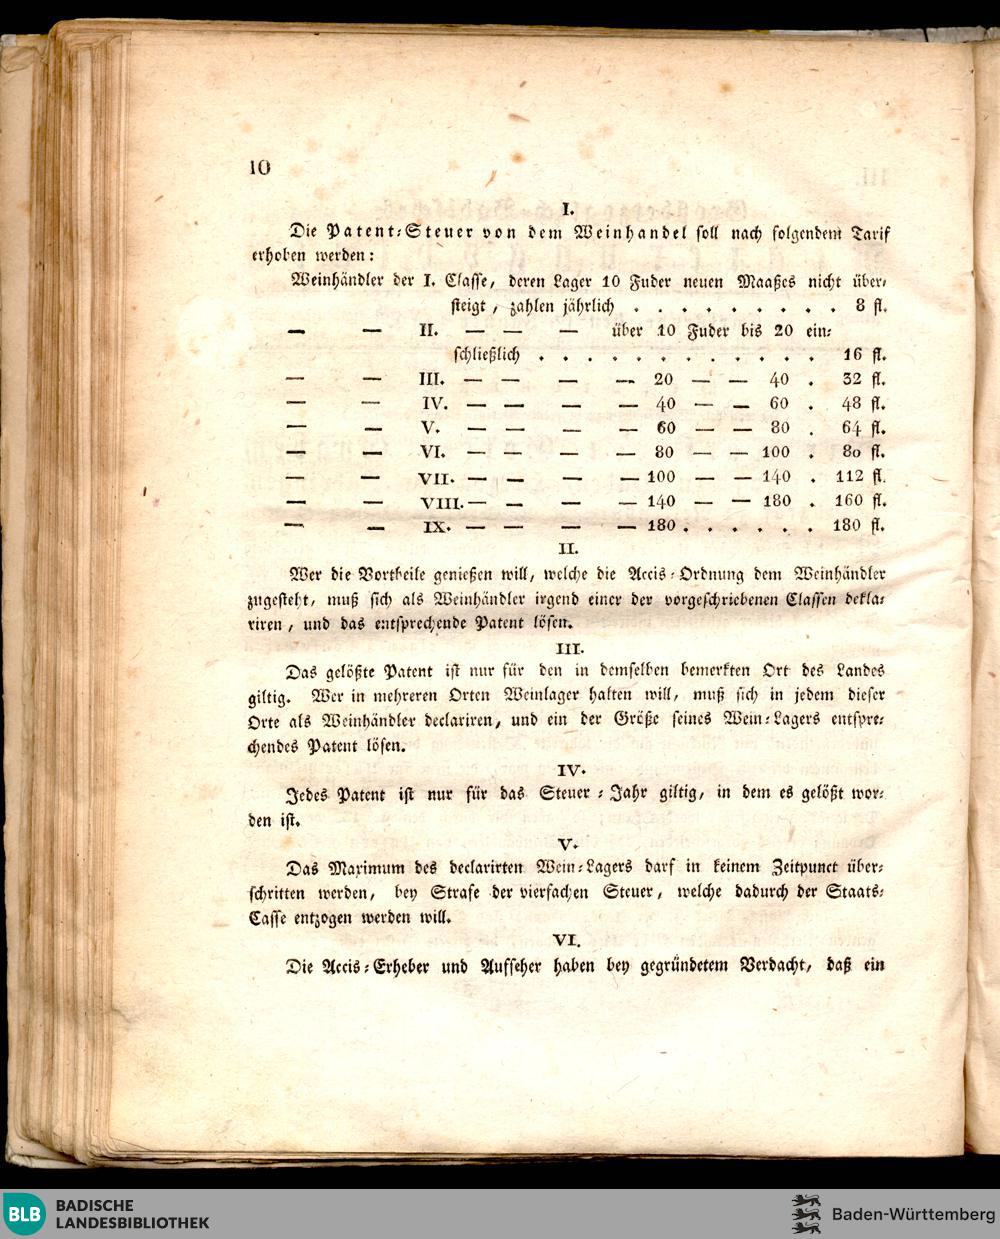 10
I.
Die Patent-Steuer von dem Weinhandel soll nach folgendem Tarif
erhoben werden:
Weinhändler der I. Classe, deren Lager 10 Fuder neuen Maaßes nicht über-
steigt, zahlen jährlich . . . . . . . . . 8 fl.
— — II. — — — über 10 Fuder bis 20 ein-
schließlich . . . . . . . . . . . . 16 fl.
— — III. — — — — 20 — — 40 . 32 fl.
— — IV. — — — — 40 — — 60 . 48 fl.
— — V. — — — — 60 — — 80 . 64 fl.
— — VI. — — — — 80 — — 100 . 80 fl.
— — VII. — — — — 100 — — 140 . 112 fl.
— — VIII. — — — — 140 — — 180 . 160 fl.
— — IX. — — — — 180 . . . . . . 180 fl.
II.
Wer die Vortheile genießen will, welche die Accis-Ordnung dem Weinhändler
zugesteht, muß sich als Weinhändler irgend einer der vorgeschriebenen Classen dekla-
riren, und das entsprechende Patent lösen.
III.
Das gelößte Patent ist nur für den in demselben bemerkten Ort des Landes
giltig. Wer in mehreren Orten Weinlager halten will, muß sich in jedem dieser
Orte als Weinhändler declariren, und ein der Größe seines Wein-Lagers entspre-
chendes Patent lösen.
IV.
Jedes Patent ist nur für das Steuer-Jahr giltig, in dem es gelößt wor-
den ist.
V.
Das Maximum des declarirten Wein-Lagers darf in keinem Zeitpunct über-
schritten werden, bey Strafe der vierfachen Steuer, welche dadurch der Staats-
Casse entzogen werden will.
VI.
Die Accis-Erheber und Aufseher haben bey gegründetem Verdacht, daß ein
BLB BADISCHE
LANDESBIBLIOTHEK
Baden-Württemberg